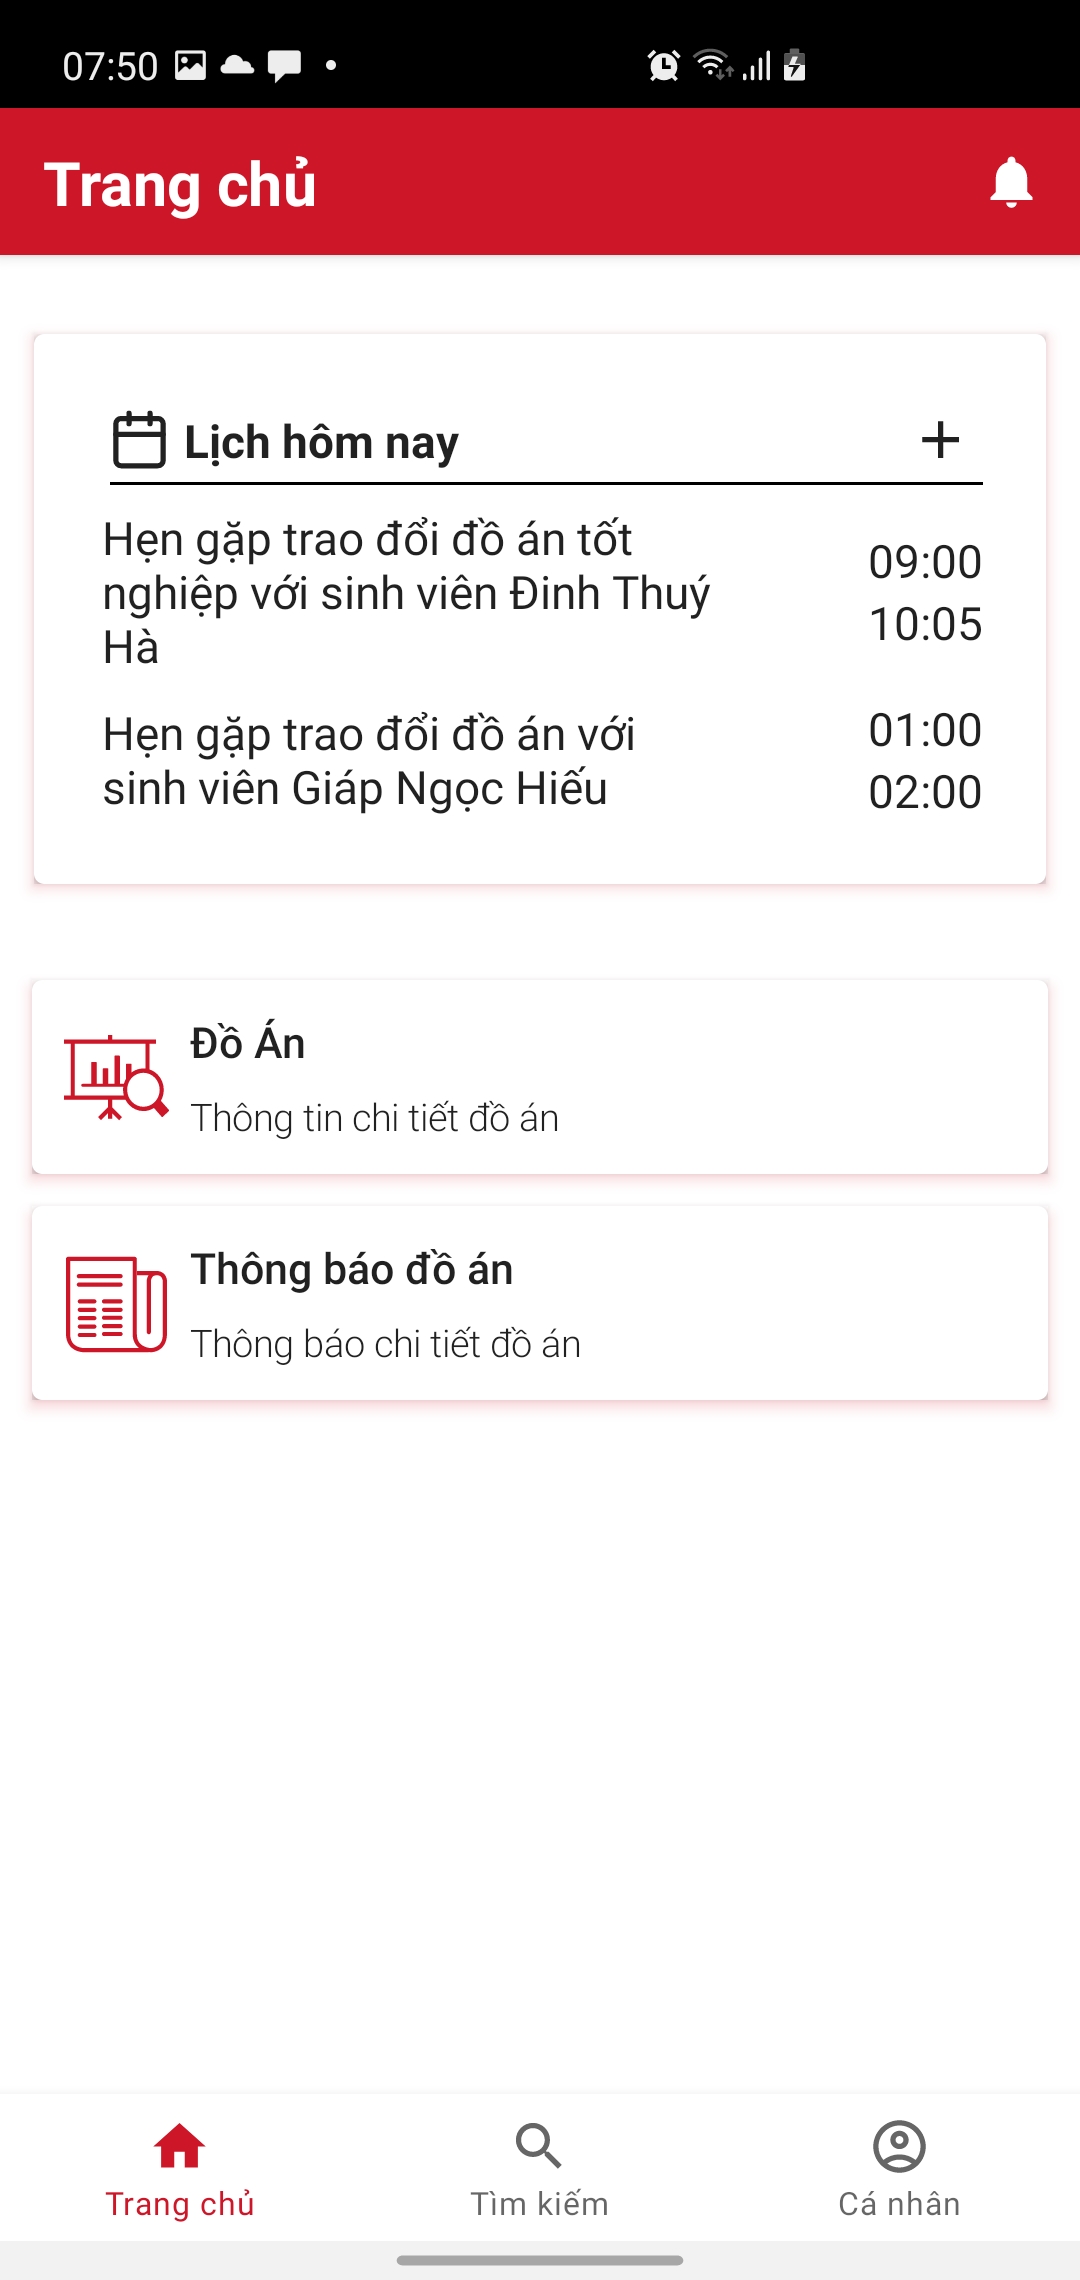 07:50
Trang chủ
Lịch hôm nay
Hẹn gặp trao đổi đồ án tốt
nghiệp với sinh viên Đinh Thuý
Hà
09:00
10:05
Hẹn gặp trao đổi đồ án với
sinh viên Giáp Ngọc Hiếu
01:00
02:00
Đồ Án
Thông tin chi tiết đồ án
Thông báo đồ án
Thông báo chi tiết đồ án
Trang chủ
Tìm kiếm
Cá nhân